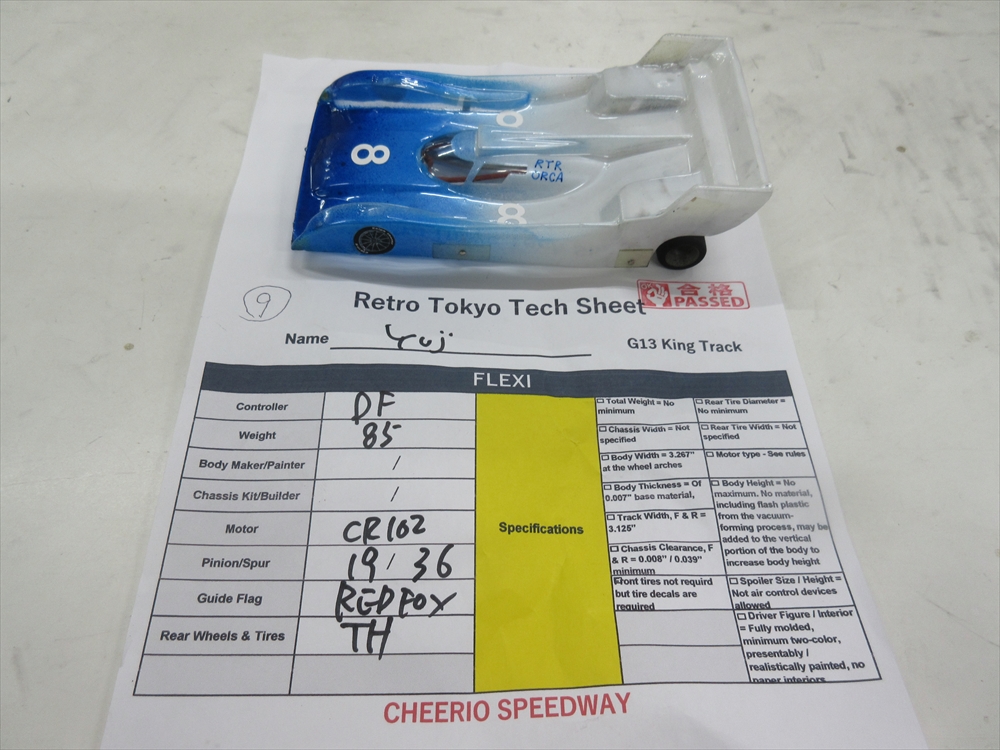 8
8
8
RTR
ORCA
9
Retro Tokyo Tech Sheet
合格
PASSED
Name Yuj
G13 King Track
FLEXI
Controller DF
Weight 85
Body Maker/Painter /
Chassis Kit/Builder /
Motor CR102
Pinion/Spur 19 / 36
Guide Flag REDFOX
Rear Wheels & Tires TH
Specifications
Total Weight = No
minimum
Chassis Width = Not
specified
Body Width = 3.267"
at the wheel arches
Body Thickness = Of
0.007" base material,
Track Width, F & R =
3.125"
Chassis Clearance, F
& R = 0.008" / 0.039"
minimum
Front tires not requird
but tire decals are
required
Rear Tire Diameter =
No minimum
Rear Tire Width = Not
specified
Motor type - See rules
Body Height = No
maximum. No material,
including flash plastic
from the vacuum-
forming process, may be
added to the vertical
portion of the body to
increase body height
Spoiler Size / Height =
Not air control devices
allowed
Driver Figure / Interior
= Fully molded,
minimum two-color,
presentably /
realistically painted, no
paper interiors
CHEERIO SPEEDWAY